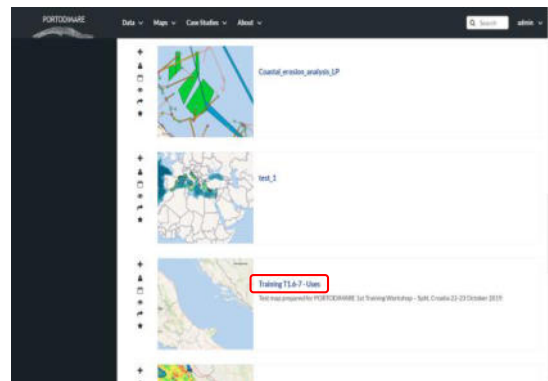 PORTODIMARE
Data Maps Case Studies About Search admin
Coastal_erosion_analysis_LP
test_1
Training T1.6-7 - Uses
Test map prepared for PORTODIMARE 1st Training Workshop - Split, Croatia 22-23 October 2019